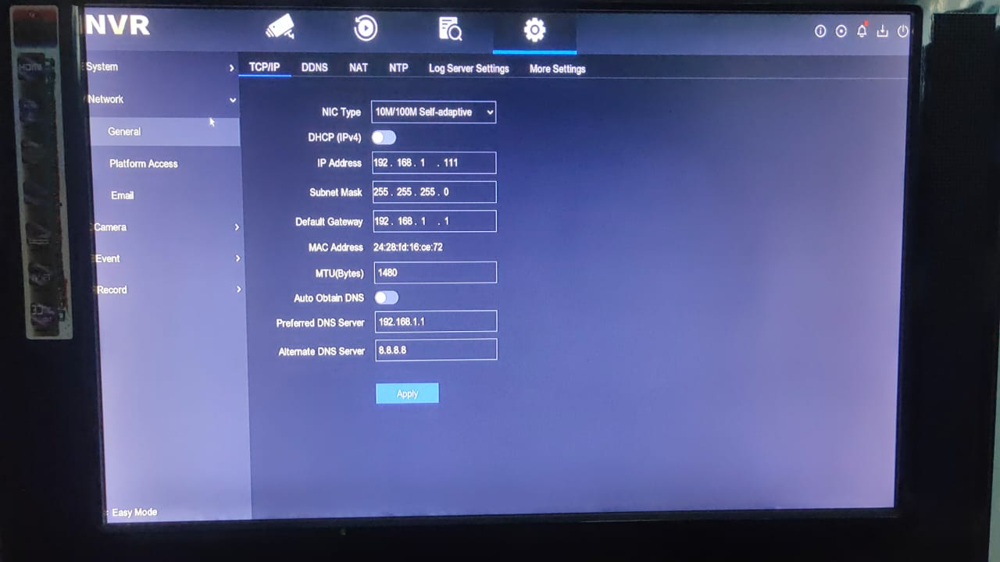 NVR
System
Network
General
Platform Access
Email
Camera
Event
Record
Easy Mode
TCP/IP DDNS NAT NTP Log Server Settings More Settings
NIC Type 10M/100M Self-adaptive
DHCP (IPv4)
IP Address 192 . 168 . 1 . 111
Subnet Mask 255 . 255 . 255 . 0
Default Gateway 192 . 168 . 1 . 1
MAC Address 24:28:fd:16:ce:72
MTU(Bytes) 1480
Auto Obtain DNS
Preferred DNS Server 192.168.1.1
Alternate DNS Server 8.8.8.8
Apply